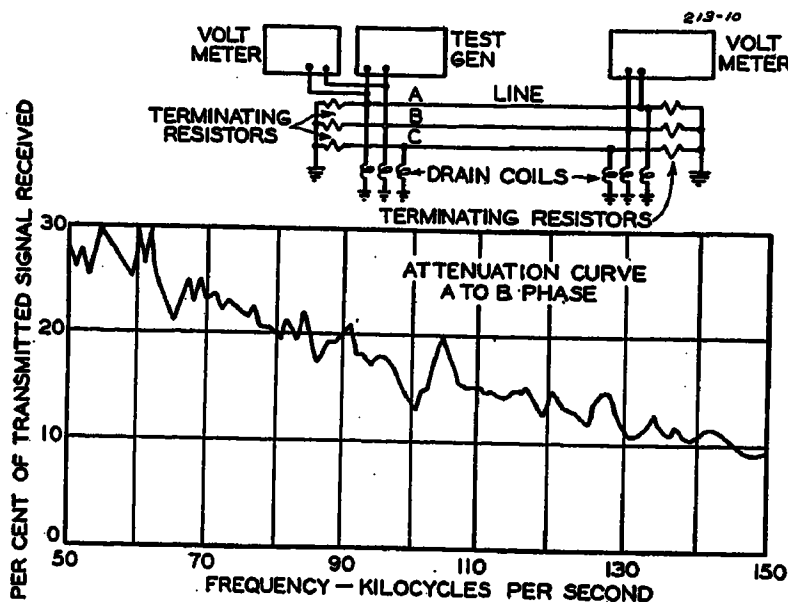 213-10
VOLT
METER
TEST
GEN
VOLT
METER
A
LINE
TERMINATING
RESISTORS
B
C
DRAIN COILS
TERMINATING RESISTORS
PER CENT OF TRANSMITTED SIGNAL RECEIVED
30
20
10
0
ATTENUATION CURVE
A TO B PHASE
50 70 90 110 130 150
FREQUENCY — KILOCYCLES PER SECOND